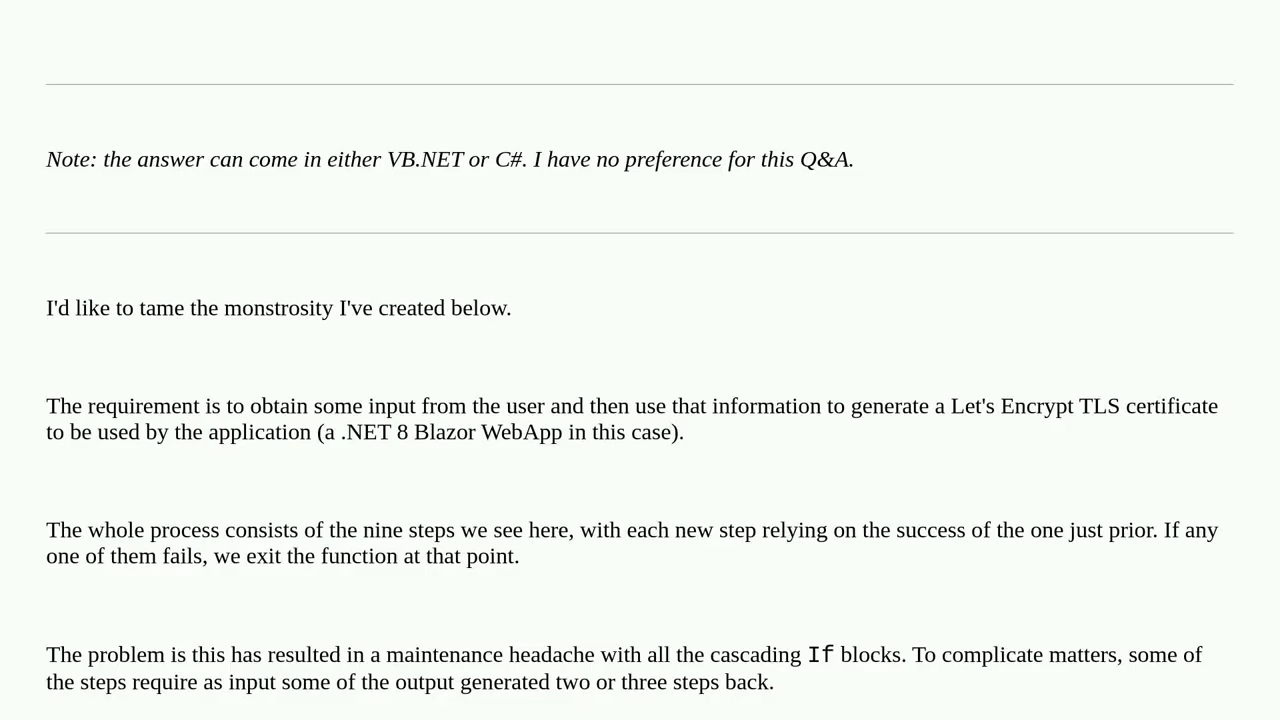 Note: the answer can come in either VB.NET or C#. I have no preference for this Q&A.
I'd like to tame the monstrosity I've created below.
The requirement is to obtain some input from the user and then use that information to generate a Let's Encrypt TLS certificate
to be used by the application (a .NET 8 Blazor WebApp in this case).
The whole process consists of the nine steps we see here, with each new step relying on the success of the one just prior. If any
one of them fails, we exit the function at that point.
The problem is this has resulted in a maintenance headache with all the cascading If blocks. To complicate matters, some of
the steps require as input some of the output generated two or three steps back.